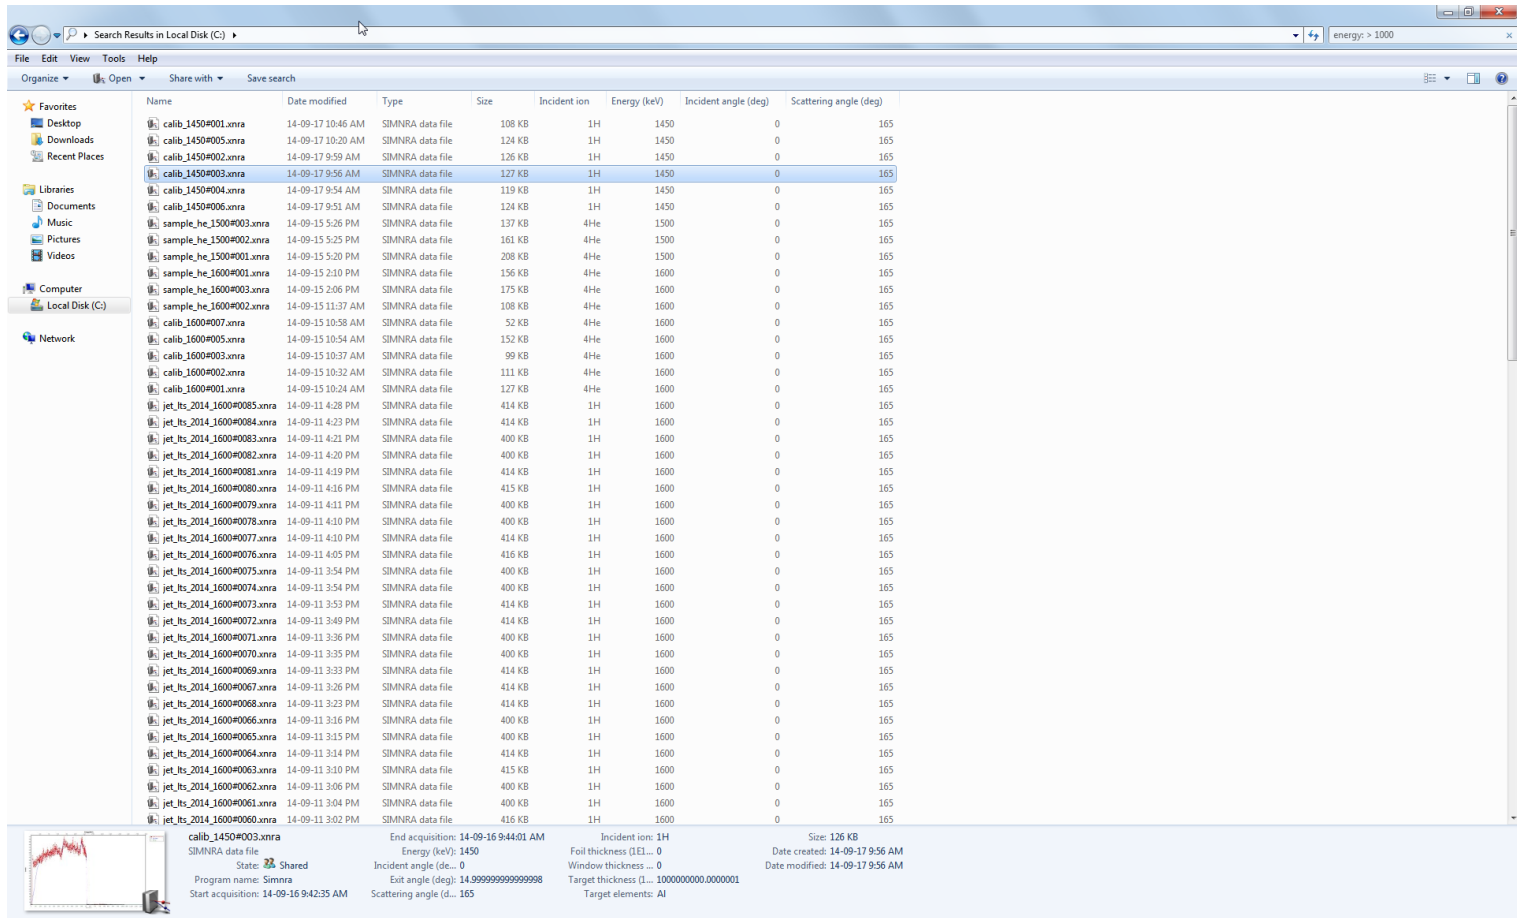 Search Results in Local Disk (C:)
energy: > 1000
File Edit View Tools Help
Organize Open Share with Save search
Name Date modified Type Size Incident ion Energy (keV) Incident angle (deg) Scattering angle (deg)
Favorites
Desktop
Downloads
Recent Places
Libraries
Documents
Music
Pictures
Videos
Computer
Local Disk (C:)
Network
calib_1450#001.xnra 14-09-17 10:46 AM SIMNRA data file 108 KB 1H 1450 0 165
calib_1450#005.xnra 14-09-17 10:20 AM SIMNRA data file 124 KB 1H 1450 0 165
calib_1450#002.xnra 14-09-17 9:59 AM SIMNRA data file 126 KB 1H 1450 0 165
calib_1450#003.xnra 14-09-17 9:56 AM SIMNRA data file 127 KB 1H 1450 0 165
calib_1450#004.xnra 14-09-17 9:54 AM SIMNRA data file 119 KB 1H 1450 0 165
calib_1450#006.xnra 14-09-17 9:51 AM SIMNRA data file 124 KB 1H 1450 0 165
sample_he_1500#003.xnra 14-09-15 5:26 PM SIMNRA data file 137 KB 4He 1500 0 165
sample_he_1500#002.xnra 14-09-15 5:25 PM SIMNRA data file 161 KB 4He 1500 0 165
sample_he_1500#001.xnra 14-09-15 5:20 PM SIMNRA data file 208 KB 4He 1500 0 165
sample_he_1600#001.xnra 14-09-15 2:10 PM SIMNRA data file 156 KB 4He 1600 0 165
sample_he_1600#003.xnra 14-09-15 2:06 PM SIMNRA data file 175 KB 4He 1600 0 165
sample_he_1600#002.xnra 14-09-15 11:37 AM SIMNRA data file 108 KB 4He 1600 0 165
calib_1600#007.xnra 14-09-15 10:58 AM SIMNRA data file 52 KB 4He 1600 0 165
calib_1600#005.xnra 14-09-15 10:54 AM SIMNRA data file 152 KB 4He 1600 0 165
calib_1600#003.xnra 14-09-15 10:37 AM SIMNRA data file 99 KB 4He 1600 0 165
calib_1600#002.xnra 14-09-15 10:32 AM SIMNRA data file 111 KB 4He 1600 0 165
calib_1600#001.xnra 14-09-15 10:24 AM SIMNRA data file 127 KB 4He 1600 0 165
jet_lts_2014_1600#0085.xnra 14-09-11 4:28 PM SIMNRA data file 414 KB 1H 1600 0 165
jet_lts_2014_1600#0084.xnra 14-09-11 4:23 PM SIMNRA data file 414 KB 1H 1600 0 165
jet_lts_2014_1600#0083.xnra 14-09-11 4:21 PM SIMNRA data file 400 KB 1H 1600 0 165
jet_lts_2014_1600#0082.xnra 14-09-11 4:20 PM SIMNRA data file 400 KB 1H 1600 0 165
jet_lts_2014_1600#0081.xnra 14-09-11 4:19 PM SIMNRA data file 414 KB 1H 1600 0 165
jet_lts_2014_1600#0080.xnra 14-09-11 4:16 PM SIMNRA data file 415 KB 1H 1600 0 165
jet_lts_2014_1600#0079.xnra 14-09-11 4:11 PM SIMNRA data file 400 KB 1H 1600 0 165
jet_lts_2014_1600#0078.xnra 14-09-11 4:10 PM SIMNRA data file 400 KB 1H 1600 0 165
jet_lts_2014_1600#0077.xnra 14-09-11 4:10 PM SIMNRA data file 414 KB 1H 1600 0 165
jet_lts_2014_1600#0076.xnra 14-09-11 4:05 PM SIMNRA data file 416 KB 1H 1600 0 165
jet_lts_2014_1600#0075.xnra 14-09-11 3:54 PM SIMNRA data file 400 KB 1H 1600 0 165
jet_lts_2014_1600#0074.xnra 14-09-11 3:54 PM SIMNRA data file 400 KB 1H 1600 0 165
jet_lts_2014_1600#0073.xnra 14-09-11 3:53 PM SIMNRA data file 414 KB 1H 1600 0 165
jet_lts_2014_1600#0072.xnra 14-09-11 3:49 PM SIMNRA data file 414 KB 1H 1600 0 165
jet_lts_2014_1600#0071.xnra 14-09-11 3:36 PM SIMNRA data file 400 KB 1H 1600 0 165
jet_lts_2014_1600#0070.xnra 14-09-11 3:35 PM SIMNRA data file 400 KB 1H 1600 0 165
jet_lts_2014_1600#0069.xnra 14-09-11 3:33 PM SIMNRA data file 414 KB 1H 1600 0 165
jet_lts_2014_1600#0067.xnra 14-09-11 3:26 PM SIMNRA data file 414 KB 1H 1600 0 165
jet_lts_2014_1600#0068.xnra 14-09-11 3:23 PM SIMNRA data file 414 KB 1H 1600 0 165
jet_lts_2014_1600#0066.xnra 14-09-11 3:16 PM SIMNRA data file 400 KB 1H 1600 0 165
jet_lts_2014_1600#0065.xnra 14-09-11 3:15 PM SIMNRA data file 400 KB 1H 1600 0 165
jet_lts_2014_1600#0064.xnra 14-09-11 3:14 PM SIMNRA data file 414 KB 1H 1600 0 165
jet_lts_2014_1600#0063.xnra 14-09-11 3:10 PM SIMNRA data file 415 KB 1H 1600 0 165
jet_lts_2014_1600#0062.xnra 14-09-11 3:06 PM SIMNRA data file 400 KB 1H 1600 0 165
jet_lts_2014_1600#0061.xnra 14-09-11 3:04 PM SIMNRA data file 400 KB 1H 1600 0 165
jet_lts_2014_1600#0060.xnra 14-09-11 3:02 PM SIMNRA data file 416 KB 1H 1600 0 165
calib_1450#003.xnra End acquisition: 14-09-16 9:44:01 AM Incident ion: 1H Size: 126 KB
SIMNRA data file Energy (keV): 1450 Foil thickness (1E1... 0 Date created: 14-09-17 9:56 AM
State: Shared Incident angle (de... 0 Window thickness ... 0 Date modified: 14-09-17 9:56 AM
Program name: Simnra Exit angle (deg): 14.999999999999998 Target thickness (1... 1000000000.0000001
Start acquisition: 14-09-16 9:42:35 AM Scattering angle (d... 165 Target elements: Al